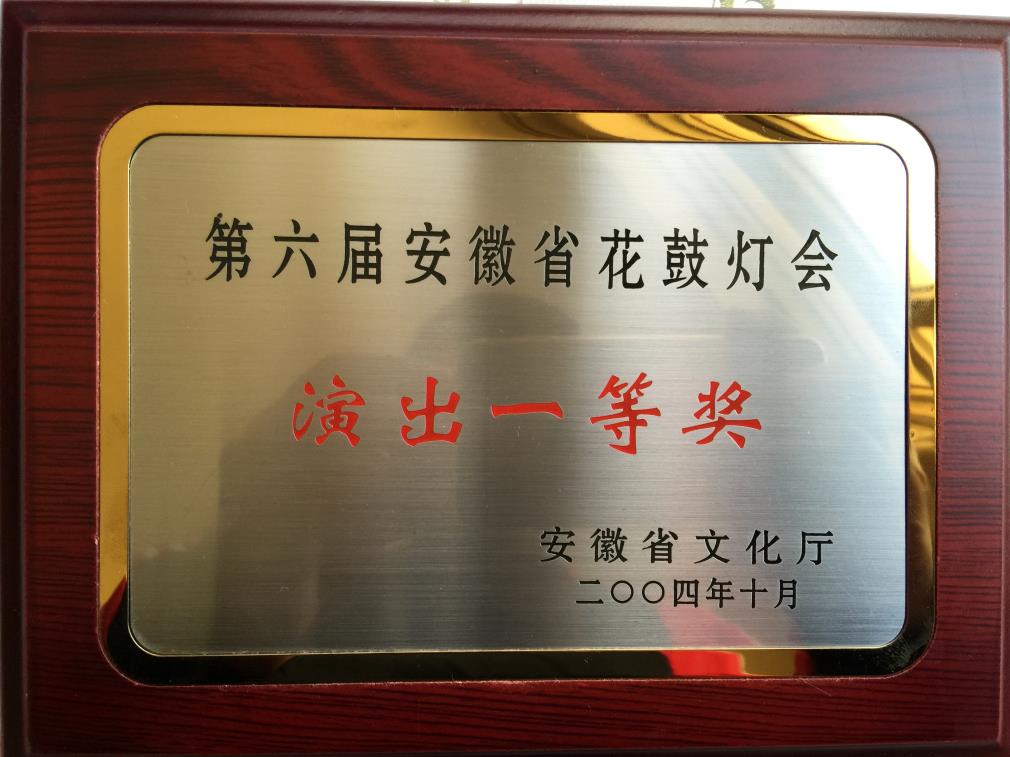 第六届安徽省花鼓灯会
演出一等奖
安徽省文化厅
二〇〇四年十月